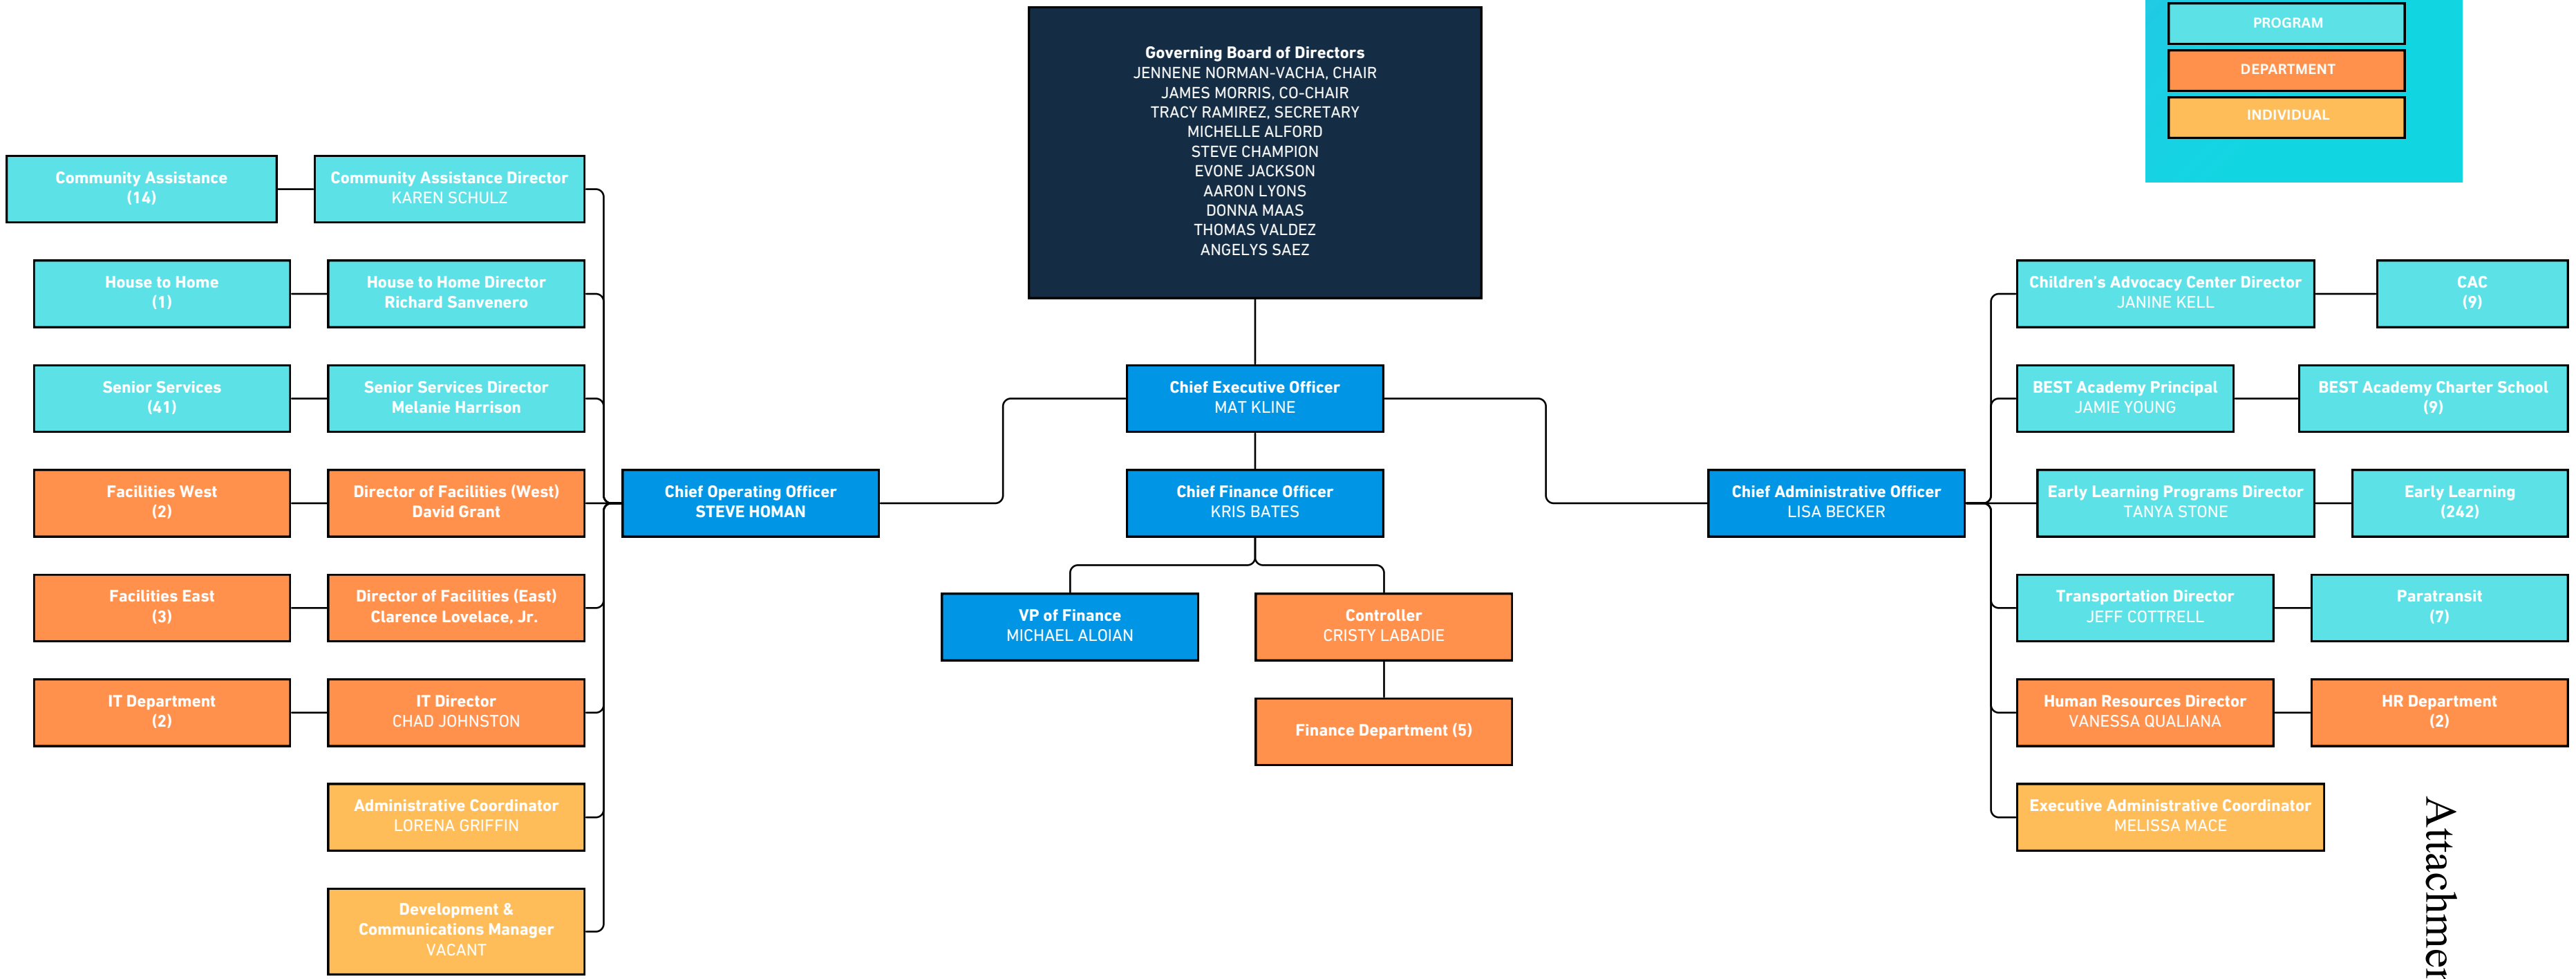 PROGRAM
DEPARTMENT
INDIVIDUAL
Governing Board of Directors
JENNENE NORMAN-VACHA, CHAIR
JAMES MORRIS, CO-CHAIR
TRACY RAMIREZ, SECRETARY
MICHELLE ALFORD
STEVE CHAMPION
EVONE JACKSON
AARON LYONS
DONNA MAAS
THOMAS VALDEZ
ANGELYS SAEZ
Chief Executive Officer
MAT KLINE
Chief Finance Officer
KRIS BATES
VP of Finance
MICHAEL ALOIAN
Controller
CRISTY LABADIE
Finance Department (5)
Chief Operating Officer
STEVE HOMAN
Community Assistance
(14)
Community Assistance Director
KAREN SCHULZ
House to Home
(1)
House to Home Director
Richard Sanvenero
Senior Services
(41)
Senior Services Director
Melanie Harrison
Facilities West
(2)
Director of Facilities (West)
David Grant
Facilities East
(3)
Director of Facilities (East)
Clarence Lovelace, Jr.
IT Department
(2)
IT Director
CHAD JOHNSTON
Administrative Coordinator
LORENA GRIFFIN
Development &
Communications Manager
VACANT
Chief Administrative Officer
LISA BECKER
Children's Advocacy Center Director
JANINE KELL
CAC
(9)
BEST Academy Principal
JAMIE YOUNG
BEST Academy Charter School
(9)
Early Learning Programs Director
TANYA STONE
Early Learning
(242)
Transportation Director
JEFF COTTRELL
Paratransit
(7)
Human Resources Director
VANESSA QUALIANA
HR Department
(2)
Executive Administrative Coordinator
MELISSA MACE